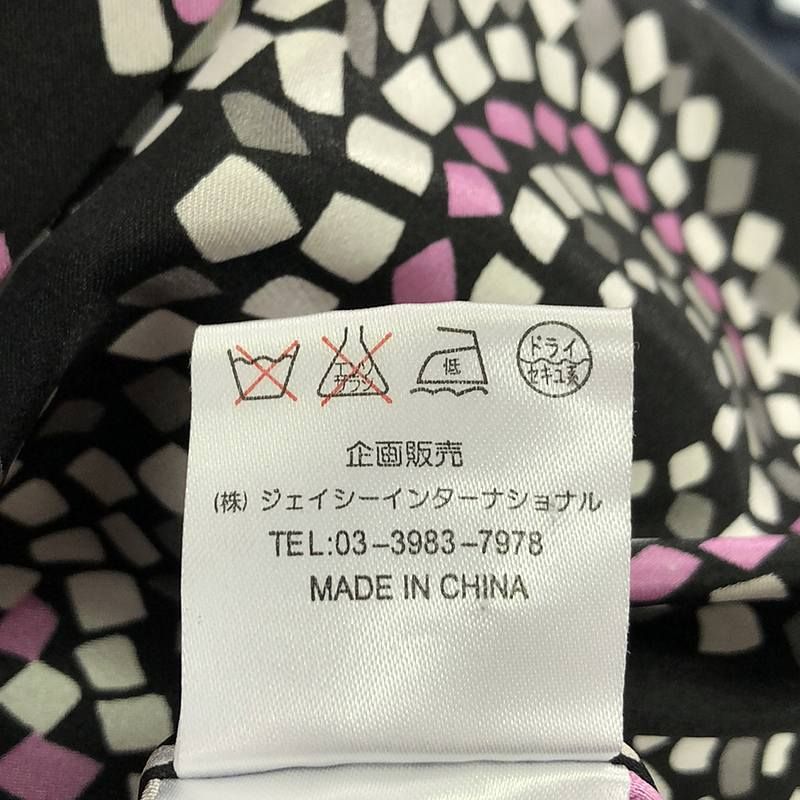 エンソ
サラシ
低
ドライ
セキユ系
企画販売
(株) ジェイシーインターナショナル
TEL:03-3983-7978
MADE IN CHINA